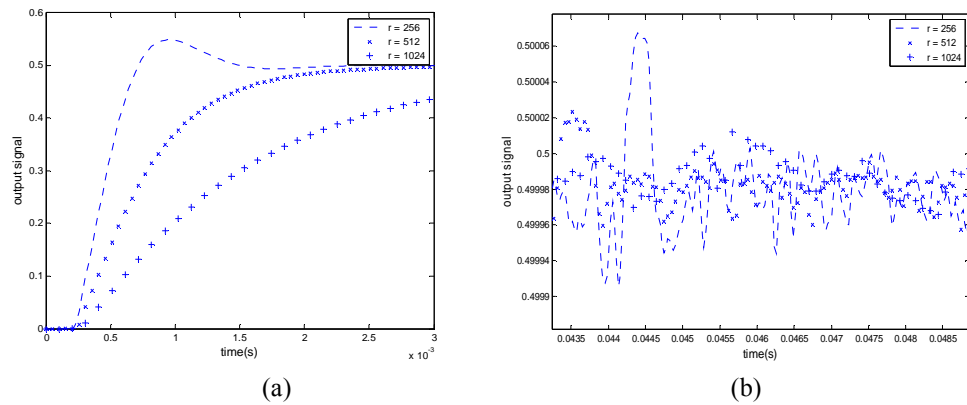 0.6
0.5
0.4
0.3
0.2
0.1
0
output signal
r = 256
r = 512
r = 1024
0 0.5 1 1.5 2 2.5 3
x 10⁻³
time(s)
(a)
0.50006
0.50004
0.50002
0.5
0.49998
0.49996
0.49994
0.4999
output signal
r = 256
r = 512
r = 1024
0.0435 0.044 0.0445 0.045 0.0455 0.046 0.0465 0.047 0.0475 0.048 0.0485
time(s)
(b)